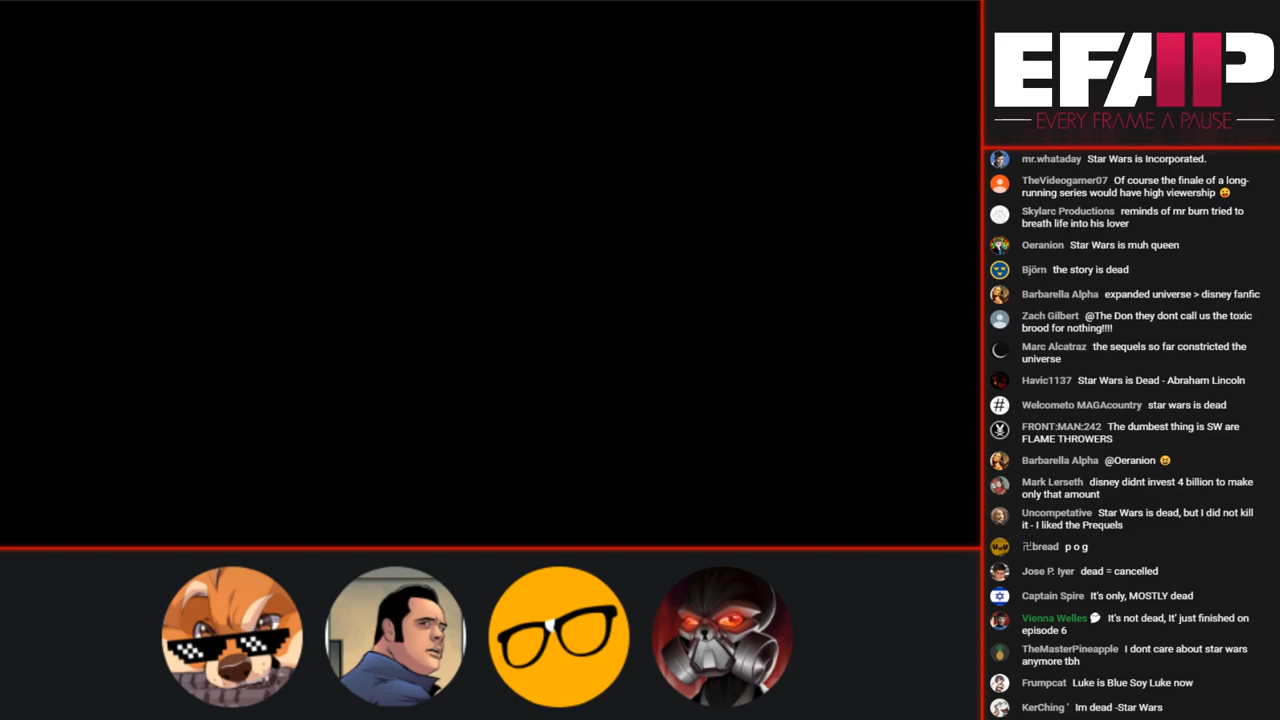 EFAP
EVERY FRAME A PAUSE
mr.whataday Star Wars is Incorporated.
TheVideogamer07 Of course the finale of a long-
running series would have high viewership 😛
Skylarc Productions reminds of mr burn tried to
breath life into his lover
Oeranion Star Wars is muh queen
Björn the story is dead
Barbarella Alpha expanded universe > disney fanfic
Zach Gilbert @The Don they dont call us the toxic
brood for nothing!!!!
Marc Alcatraz the sequels so far constricted the
universe
Havic1137 Star Wars is Dead - Abraham Lincoln
# Welcometo MAGAcountry star wars is dead
FRONT:MAN:242 The dumbest thing is SW are
FLAME THROWERS
Barbarella Alpha @Oeranion 😆
Mark Lerseth disney didnt invest 4 billion to make
only that amount
Uncompetative Star Wars is dead, but I did not kill
it - I liked the Prequels
UwU 卍bread p o g
Jose P. Iyer dead = cancelled
Captain Spire It's only, MOSTLY dead
Vienna Welles It's not dead, It' just finished on
episode 6
TheMasterPineapple I dont care about star wars
anymore tbh
Frumpcat Luke is Blue Soy Luke now
KerChing ' Im dead -Star Wars